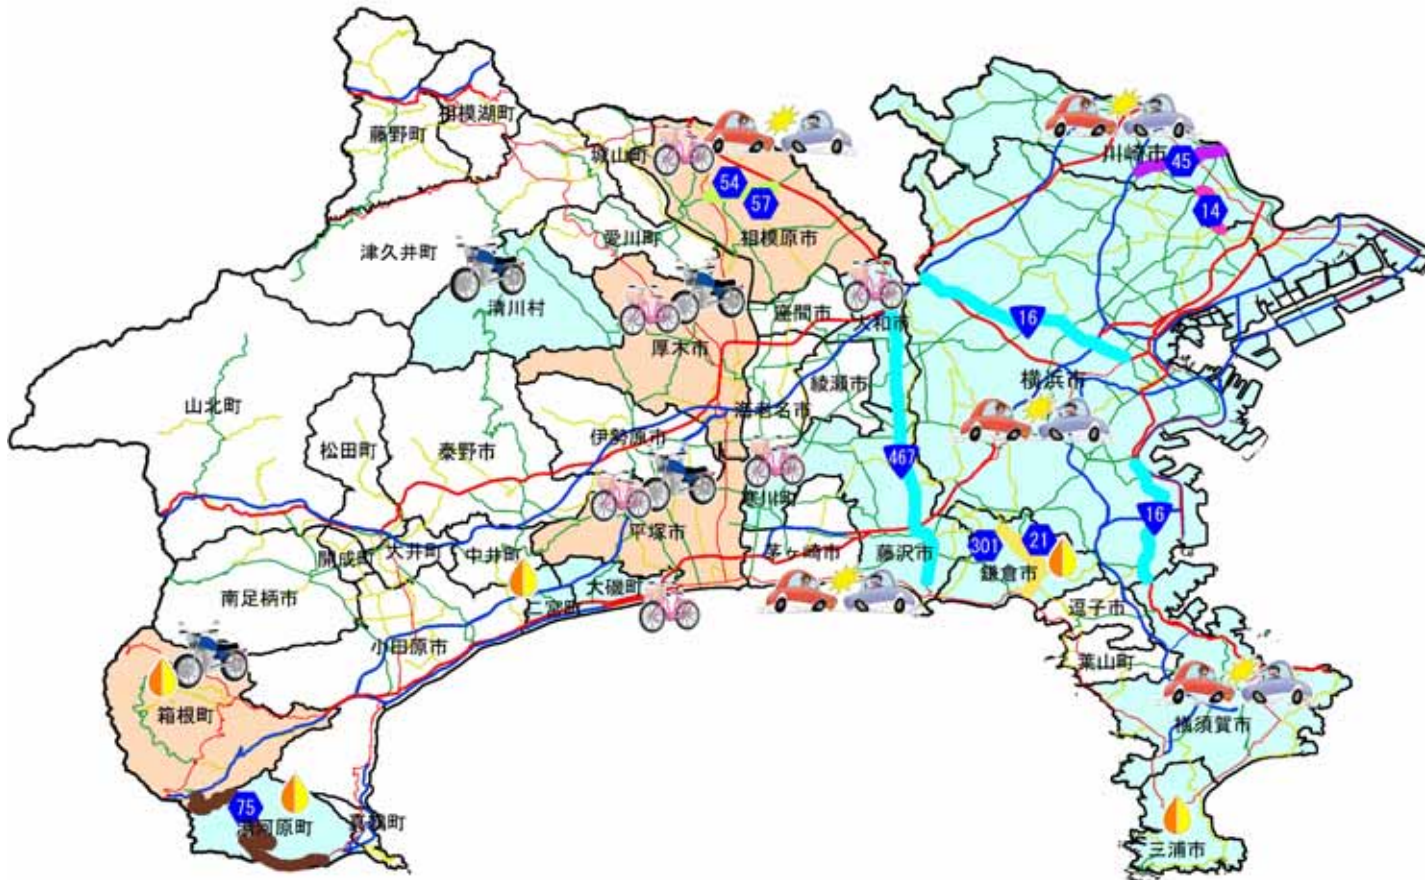 相模湖町
藤野町
城山町
川崎市
45
54
57
14
相模原市
愛川町
津久井町
清川村
座間市
大和市
16
厚木市
綾瀬市
横浜市
山北町
海老名市
伊勢原市
松田町
秦野市
467
寒川町
16
平塚市
開成町
大井町
中井町
茅ヶ崎市
藤沢市
301
21
鎌倉市
南足柄市
大磯町
二宮町
逗子市
小田原市
葉山町
箱根町
横須賀市
75
湯河原町
真鶴町
三浦市